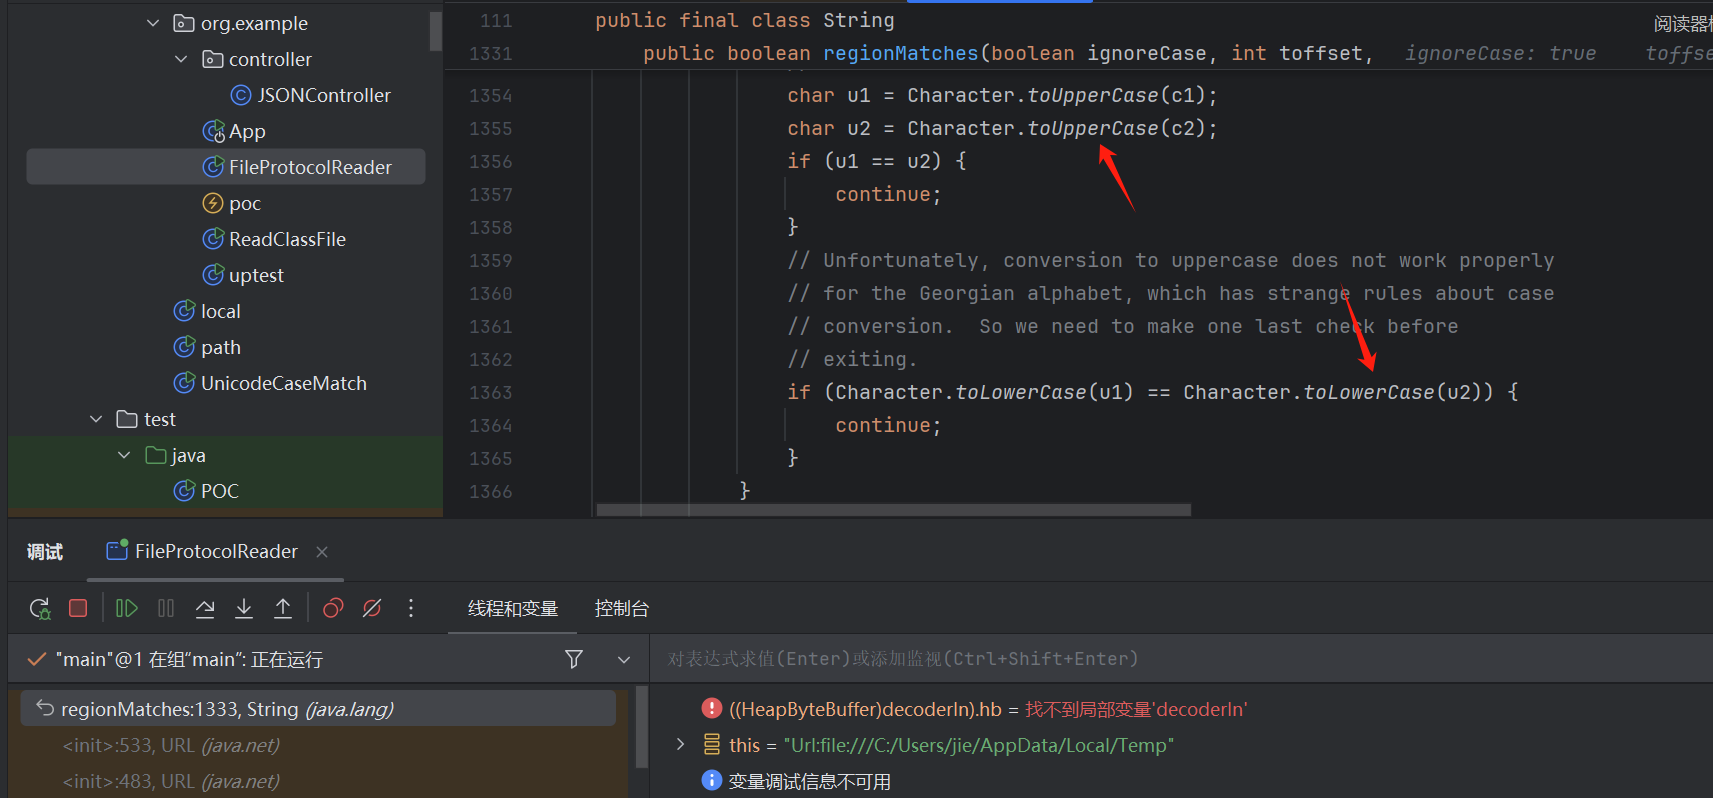 org.example
controller
JSONController
App
FileProtocolReader
poc
ReadClassFile
uptest
local
path
UnicodeCaseMatch
test
java
POC
阅读器
111 public final class String
1331 public boolean regionMatches(boolean ignoreCase, int toffset, ignoreCase: true toffse
1354 char u1 = Character.toUpperCase(c1);
1355 char u2 = Character.toUpperCase(c2);
1356 if (u1 == u2) {
1357 continue;
1358 }
1359 // Unfortunately, conversion to uppercase does not work properly
1360 // for the Georgian alphabet, which has strange rules about case
1361 // conversion.  So we need to make one last check before
1362 // exiting.
1363 if (Character.toLowerCase(u1) == Character.toLowerCase(u2)) {
1364 continue;
1365 }
1366 }
调试 FileProtocolReader
线程和变量 控制台
"main"@1 在组“main”: 正在运行
对表达式求值(Enter)或添加监视(Ctrl+Shift+Enter)
regionMatches:1333, String (java.lang)
<init>:533, URL (java.net)
<init>:483, URL (java.net)
((HeapByteBuffer)decoderIn).hb = 找不到局部变量'decoderIn'
this = "Url:file:///C:/Users/jie/AppData/Local/Temp"
变量调试信息不可用